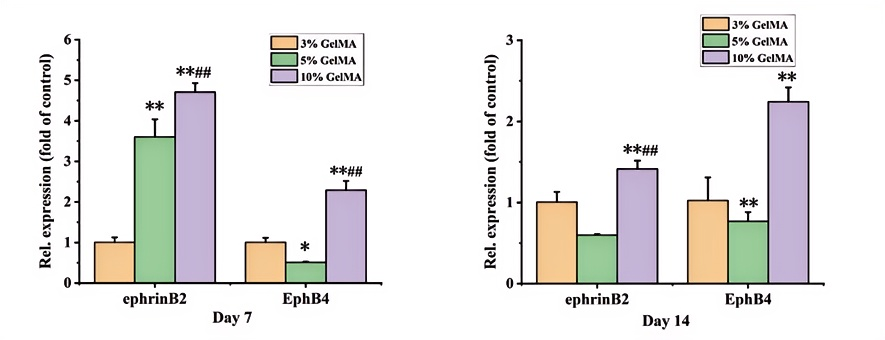 Rel. expression (fold of control)
6
5
4
3
2
1
0
3% GelMA
5% GelMA
10% GelMA
**
**##
*
**##
ephrinB2
EphB4
Day 7
Rel. expression (fold of control)
3
2
1
0
3% GelMA
5% GelMA
10% GelMA
**##
**
**
ephrinB2
EphB4
Day 14